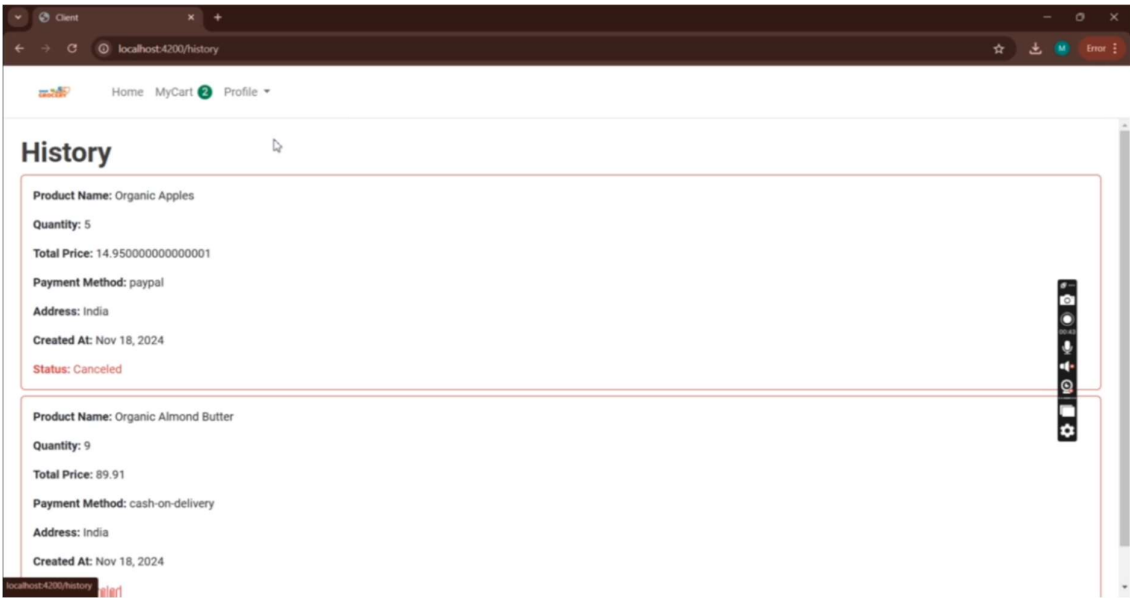 Client
localhost:4200/history
M
Error
GROCERY
Home MyCart 2 Profile
History
Product Name: Organic Apples
Quantity: 5
Total Price: 14.950000000000001
Payment Method: paypal
Address: India
Created At: Nov 18, 2024
Status: Canceled
00:43
Product Name: Organic Almond Butter
Quantity: 9
Total Price: 89.91
Payment Method: cash-on-delivery
Address: India
Created At: Nov 18, 2024
localhost:4200/history